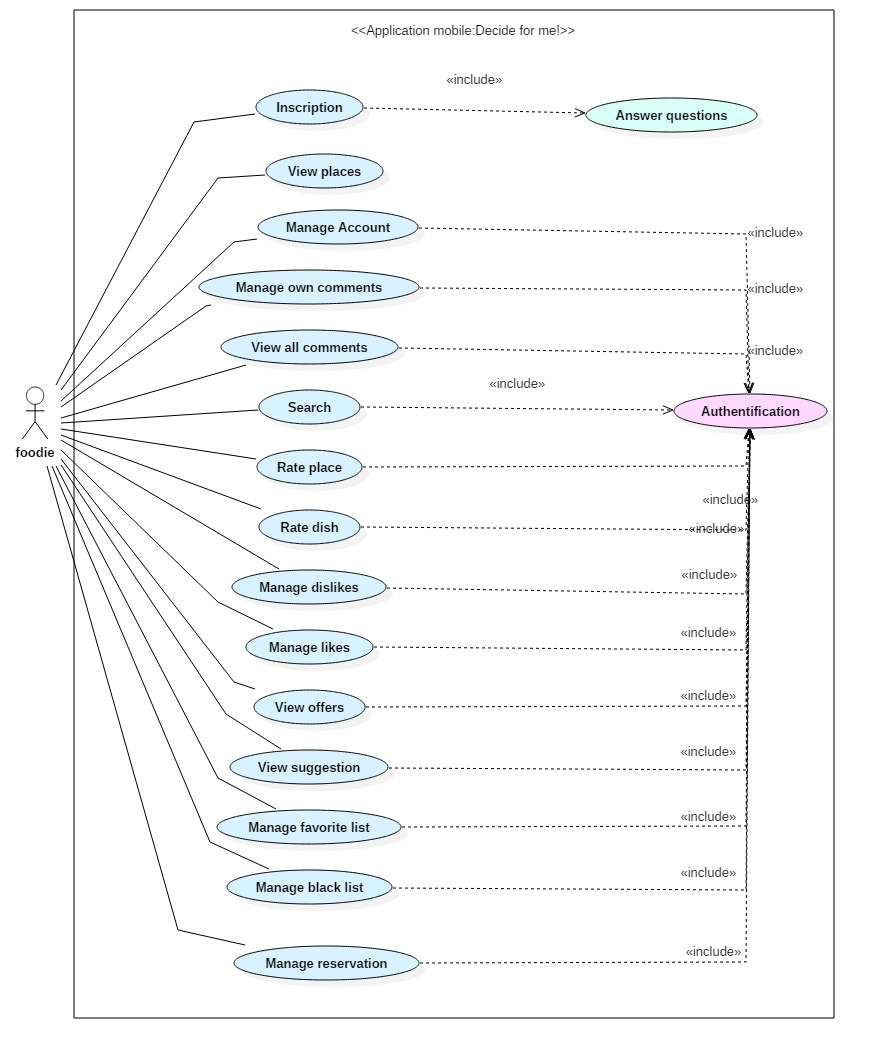 <<Application mobile:Decide for me!>>
«include»
Inscription
Answer questions
View places
Manage Account
«include»
Manage own comments
«include»
View all comments
«include»
«include»
Search
Authentification
foodie
Rate place
«include»
Rate dish
«include»
«include»
Manage dislikes
«include»
Manage likes
«include»
View offers
«include»
View suggestion
«include»
Manage favorite list
«include»
Manage black list
«include»
Manage reservation